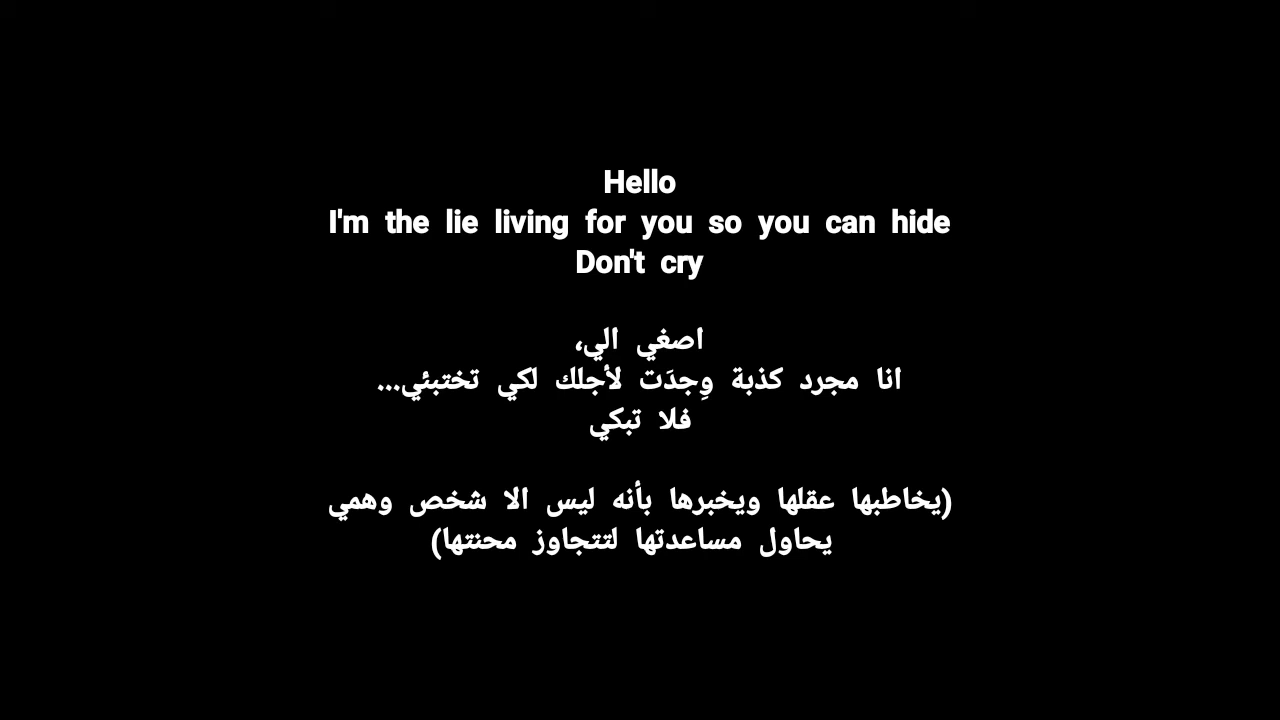 Hello
I'm the lie living for you so you can hide
Don't cry
اصغي الي،
انا مجرد كذبة وِجدَت لأجلك لكي تختبئي...
فلا تبكي
(يخاطبها عقلها ويخبرها بأنه ليس الا شخص وهمي
يحاول مساعدتها لتتجاوز محنتها)